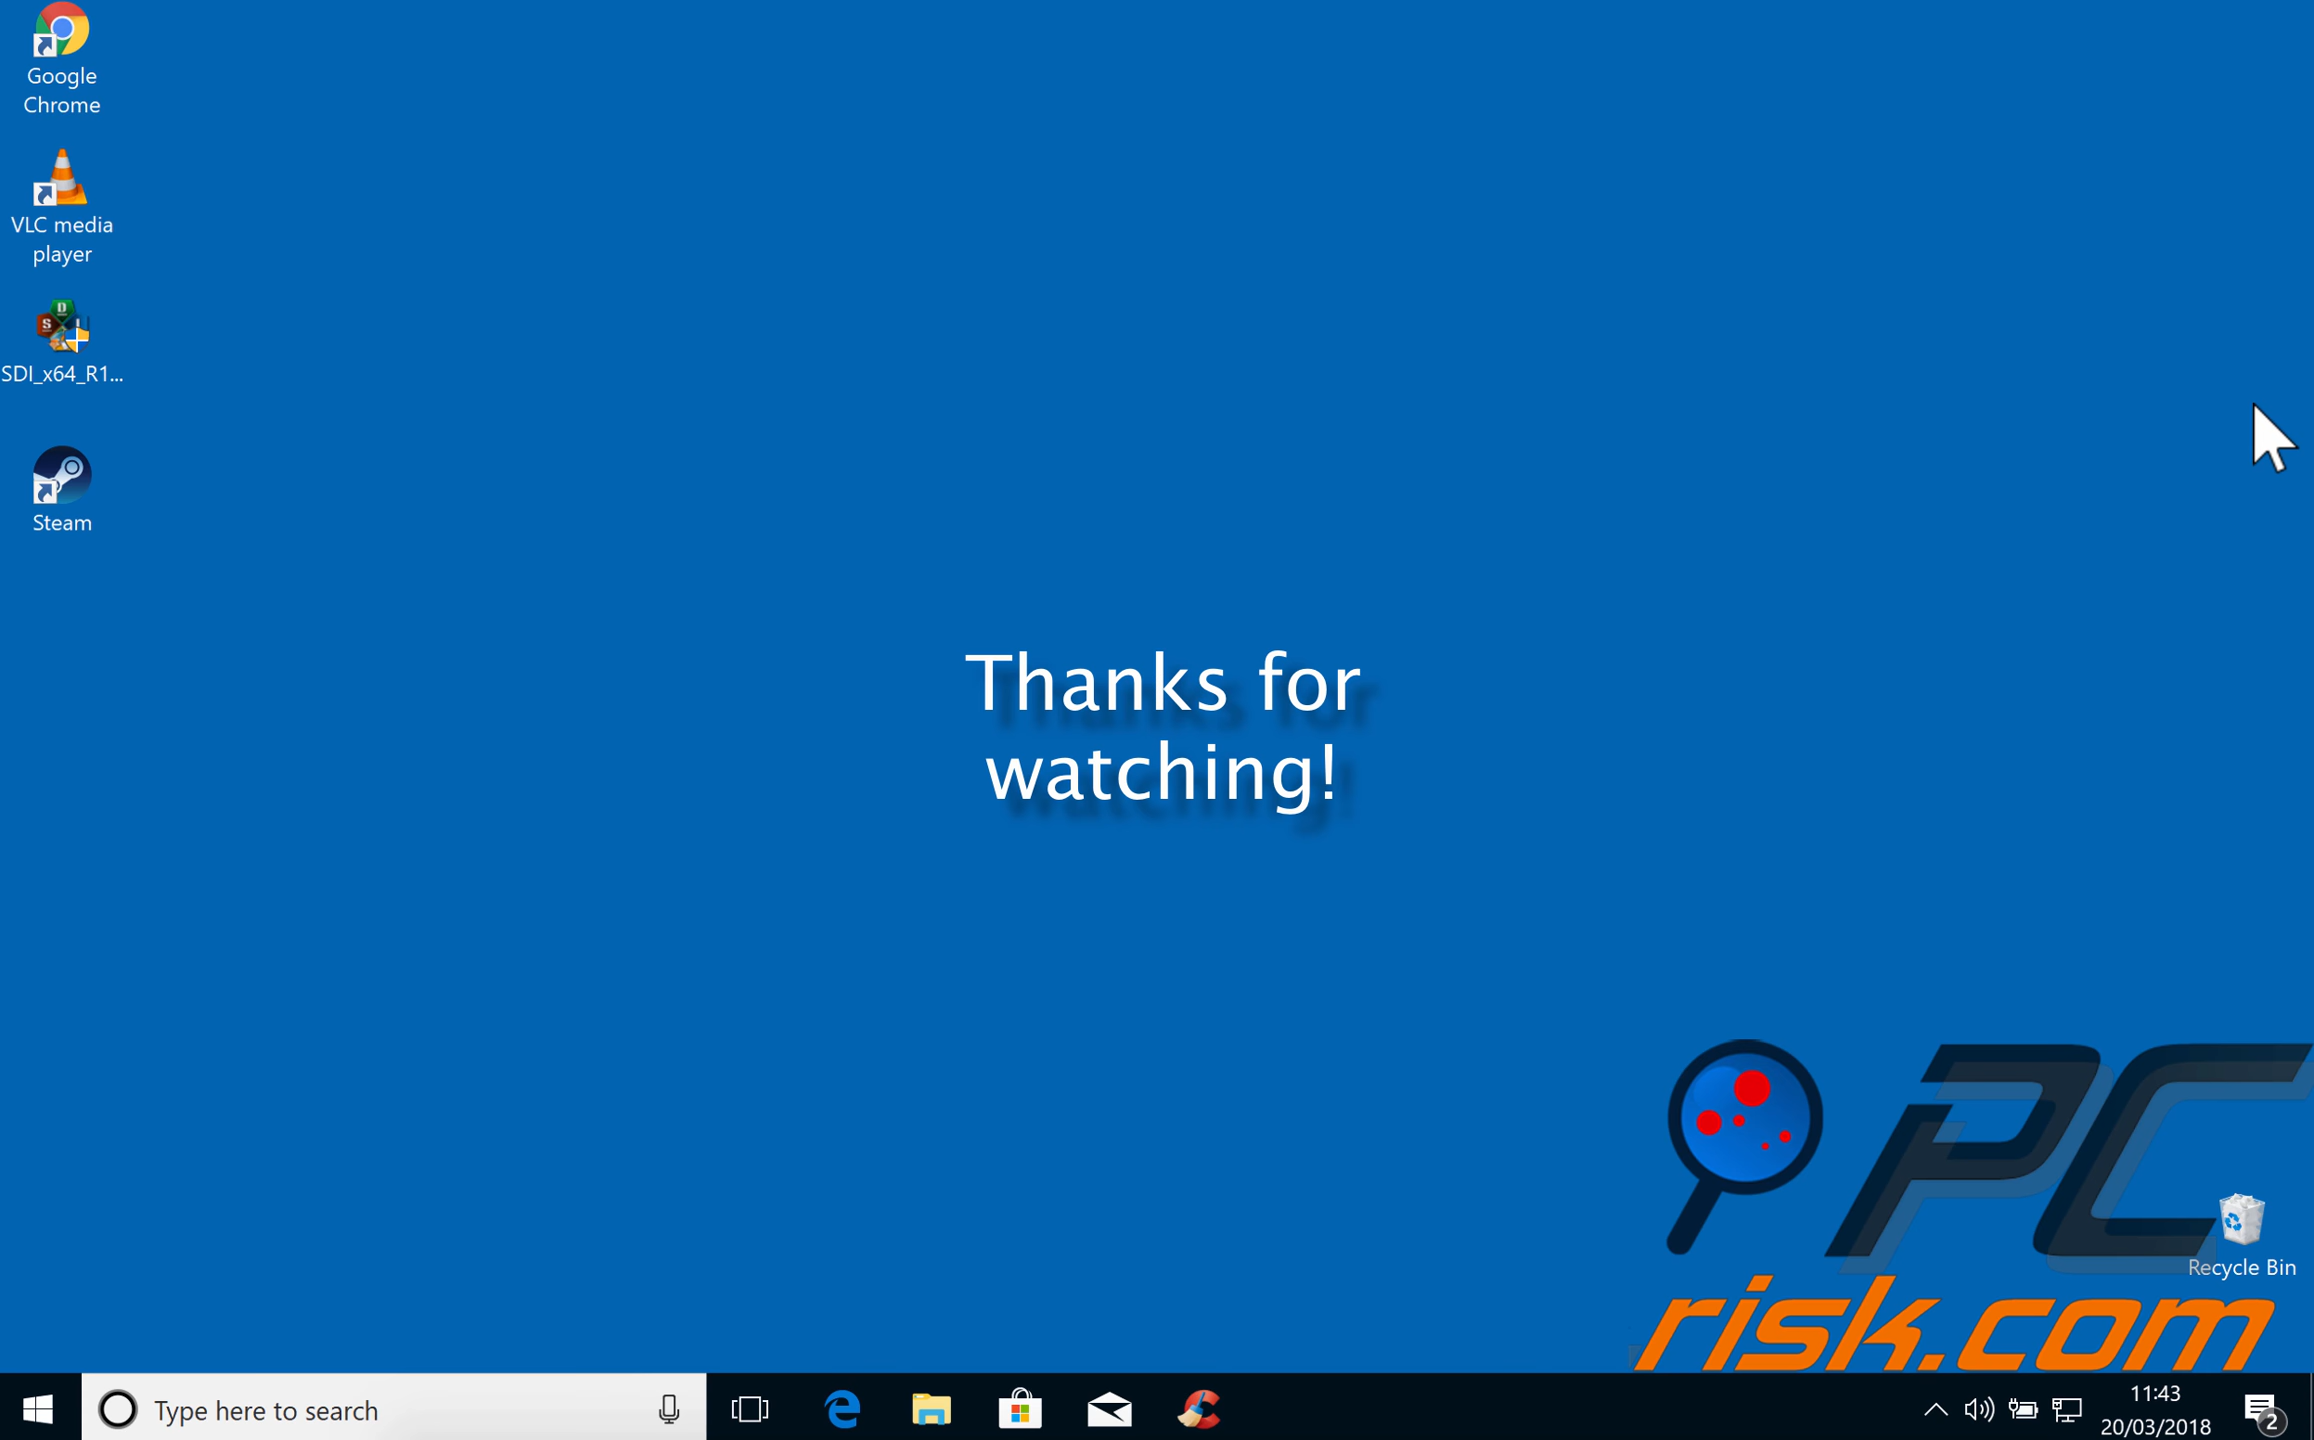 Google
Chrome
VLC media
player
SDI_x64_R1...
Steam
Thanks for
watching!
PC
risk.com
Recycle Bin
Type here to search
11:43
20/03/2018
2